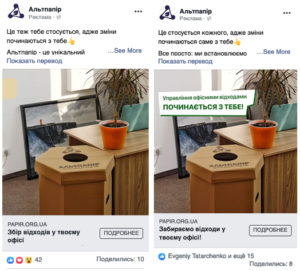 Альтпапір
Реклама ·
Це теж тебе стосується, адже зміни
починаються з тебе👆
Альтпапір - це унікальний
...See More
Показать перевод
АЛЬТПАПІР
PAPIR.ORG.UA
Збір відходів у твоєму
офісі
ПОДРОБНЕЕ
42
Поделились: 10
Альтпапір
Реклама ·
Це стосується кожного, адже зміни
починаються саме з тебе👆
Все просто: ми встановлюємо
...See More
Показать перевод
Управління офісними відходами
ПОЧИНАЄТЬСЯ З ТЕБЕ!
АЛЬТПАПІР
PAPIR.ORG.UA
Забираємо відходи у
твоєму офісі!
ПОДРОБНЕЕ
Evgeniy Tatarchenko и ещё 15
Поделились: 8